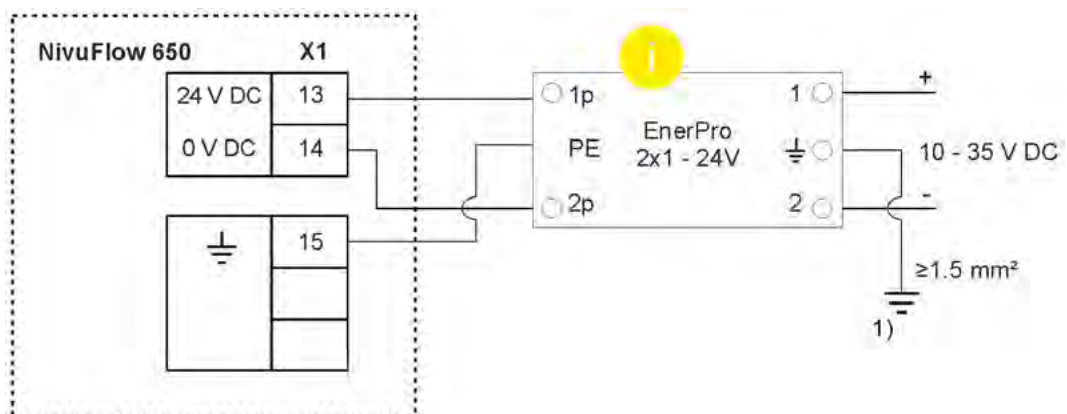 NivuFlow 650 X1
24 V DC 13
0 V DC 14
15
i
1p
PE
2p
EnerPro
2x1 - 24V
1
2
+
10 - 35 V DC
-
≥1.5 mm²
1)